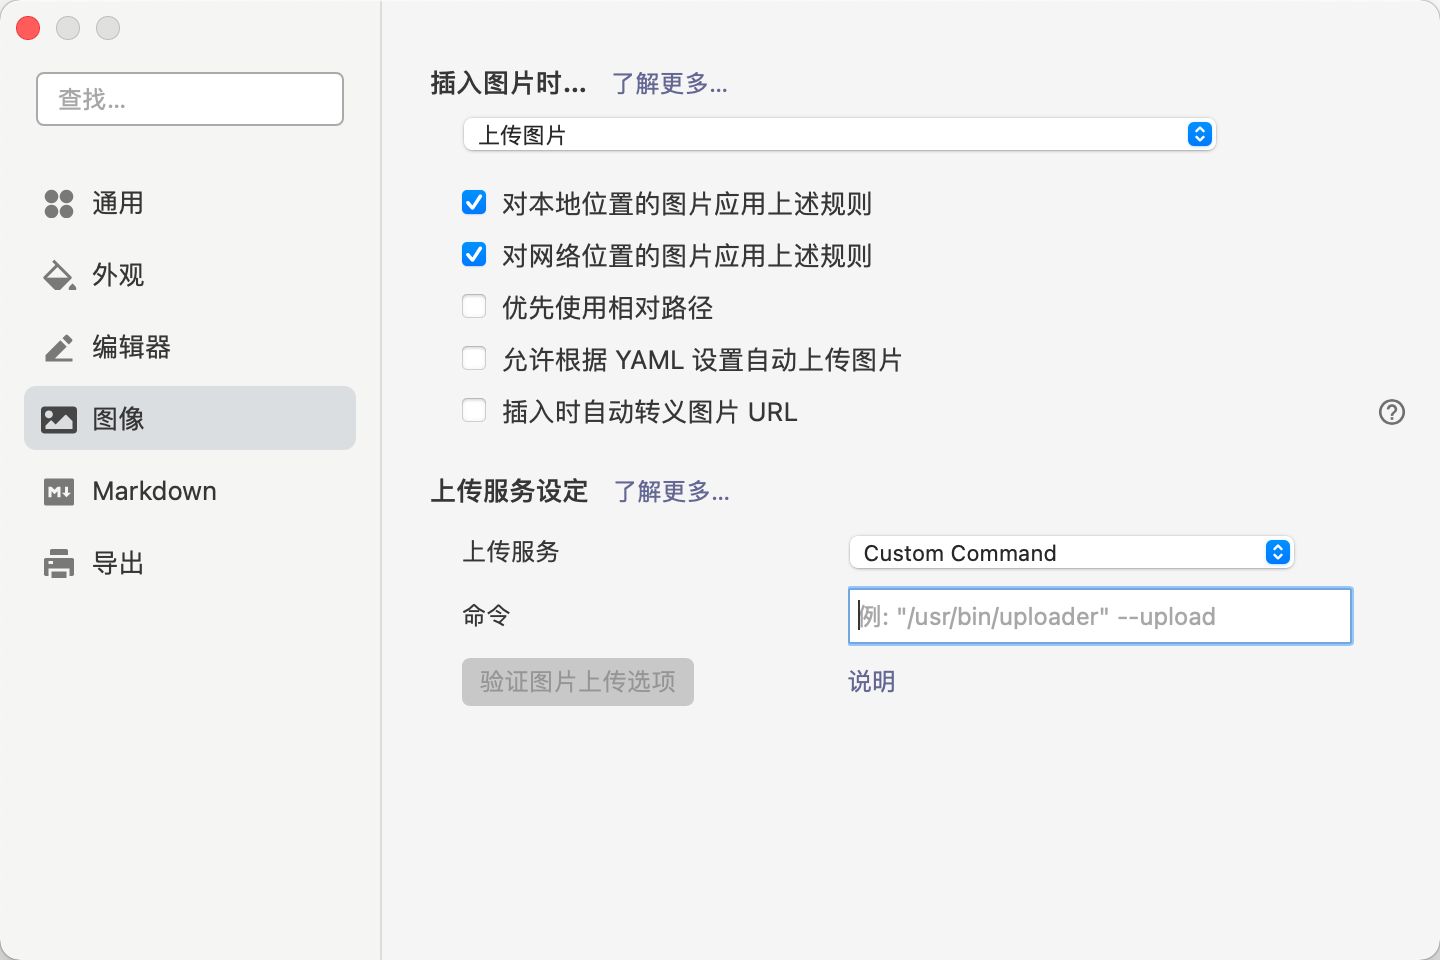 查找...
通用
外观
编辑器
图像
Markdown
导出
插入图片时... 了解更多...
上传图片
对本地位置的图片应用上述规则
对网络位置的图片应用上述规则
优先使用相对路径
允许根据 YAML 设置自动上传图片
插入时自动转义图片 URL
上传服务设定 了解更多...
上传服务 Custom Command
命令 例: "/usr/bin/uploader" --upload
验证图片上传选项 说明